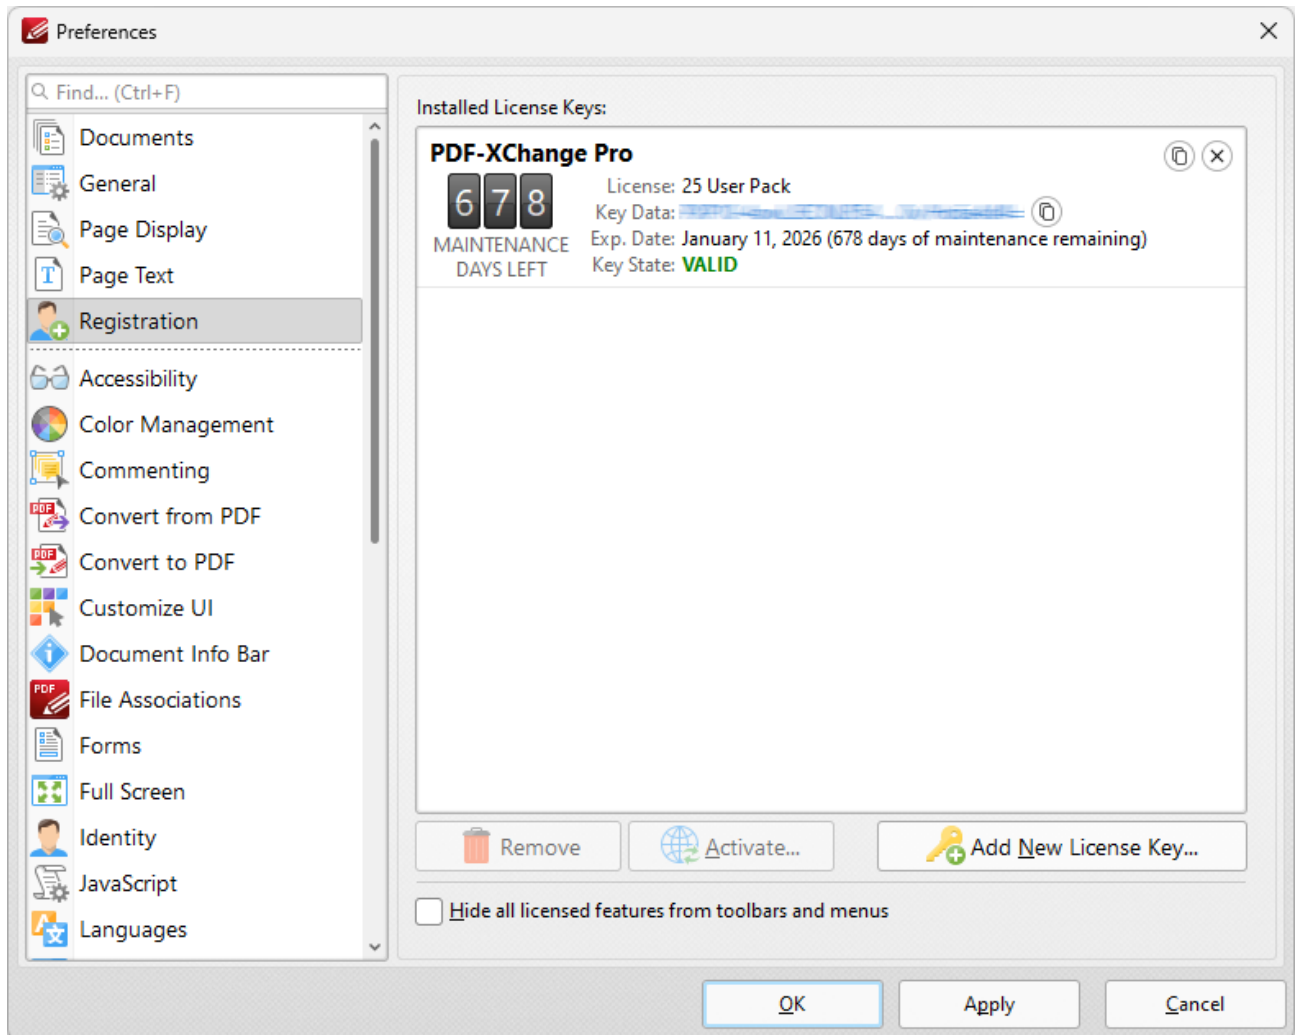 Preferences
Find... (Ctrl+F)
Documents
General
Page Display
Page Text
Registration
Accessibility
Color Management
Commenting
Convert from PDF
Convert to PDF
Customize UI
Document Info Bar
File Associations
Forms
Full Screen
Identity
JavaScript
Languages
Installed License Keys:
PDF-XChange Pro
678
MAINTENANCE
DAYS LEFT
License: 25 User Pack
Key Data:
Exp. Date: January 11, 2026 (678 days of maintenance remaining)
Key State: VALID
Remove
Activate...
Add New License Key...
Hide all licensed features from toolbars and menus
OK
Apply
Cancel